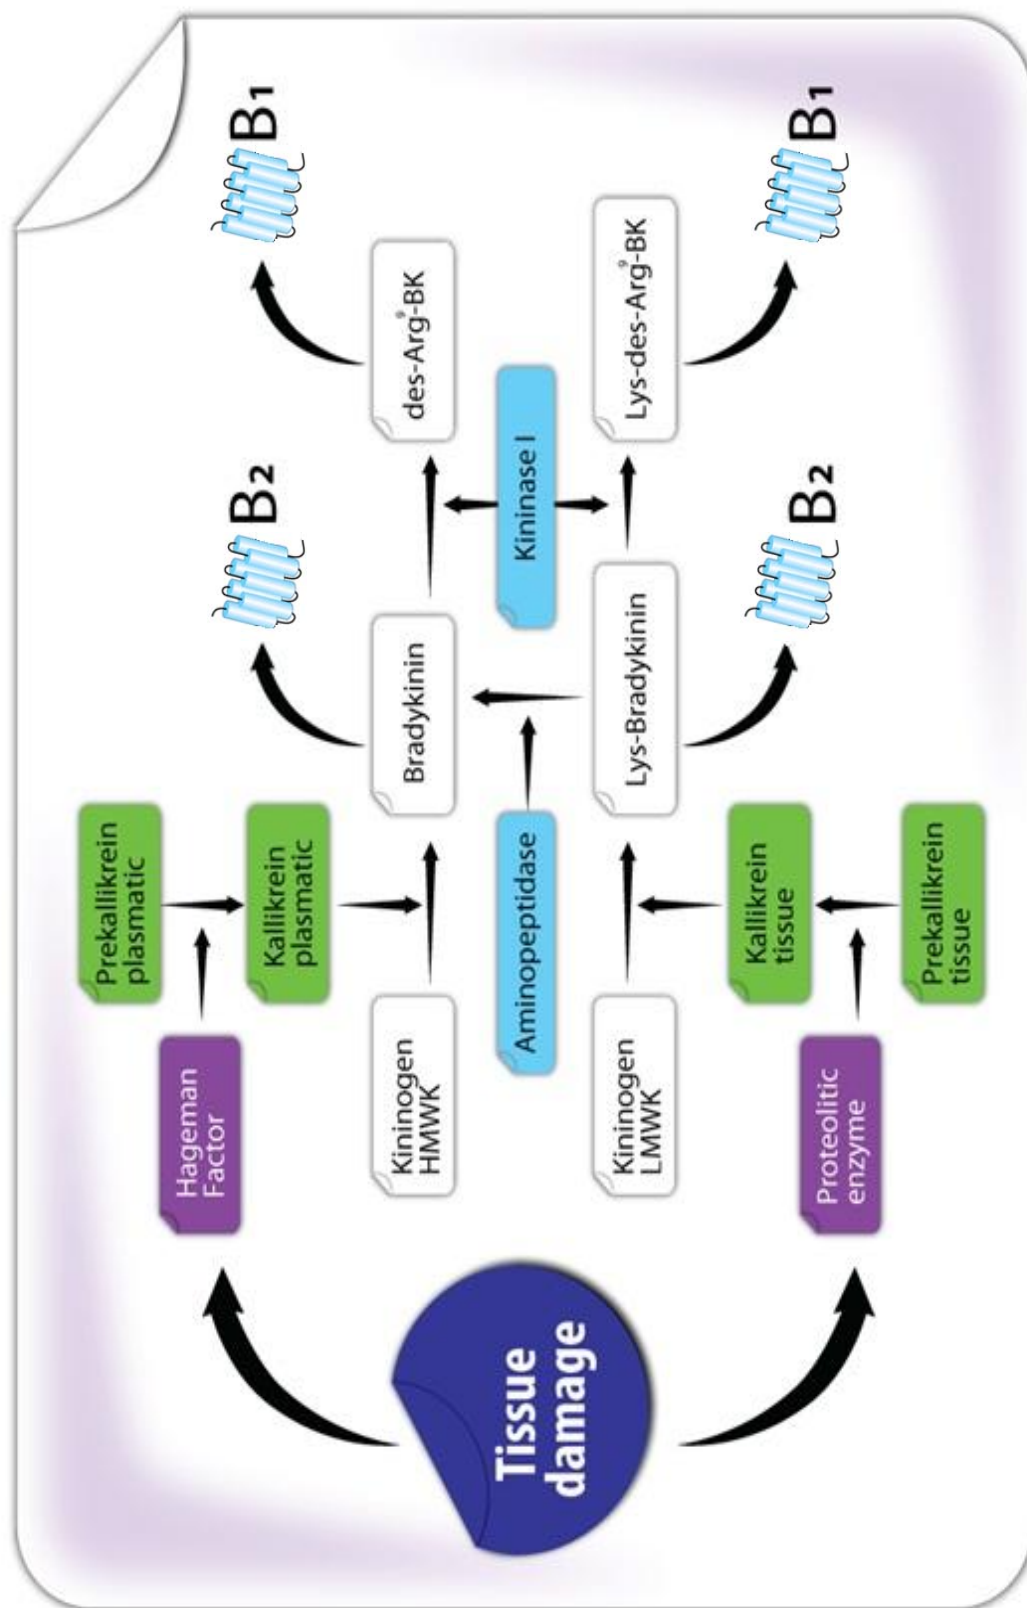 Tissue
damage
Hageman
Factor
Prekallikrein
plasmatic
Kallikrein
plasmatic
Kininogen
HMWK
Bradykinin
B2
des-Arg⁹-BK
B1
Aminopeptidase
Kininase I
Kininogen
LMWK
Lys-Bradykinin
B2
Lys-des-Arg⁹-BK
B1
Proteolitic
enzyme
Kallikrein
tissue
Prekallikrein
tissue